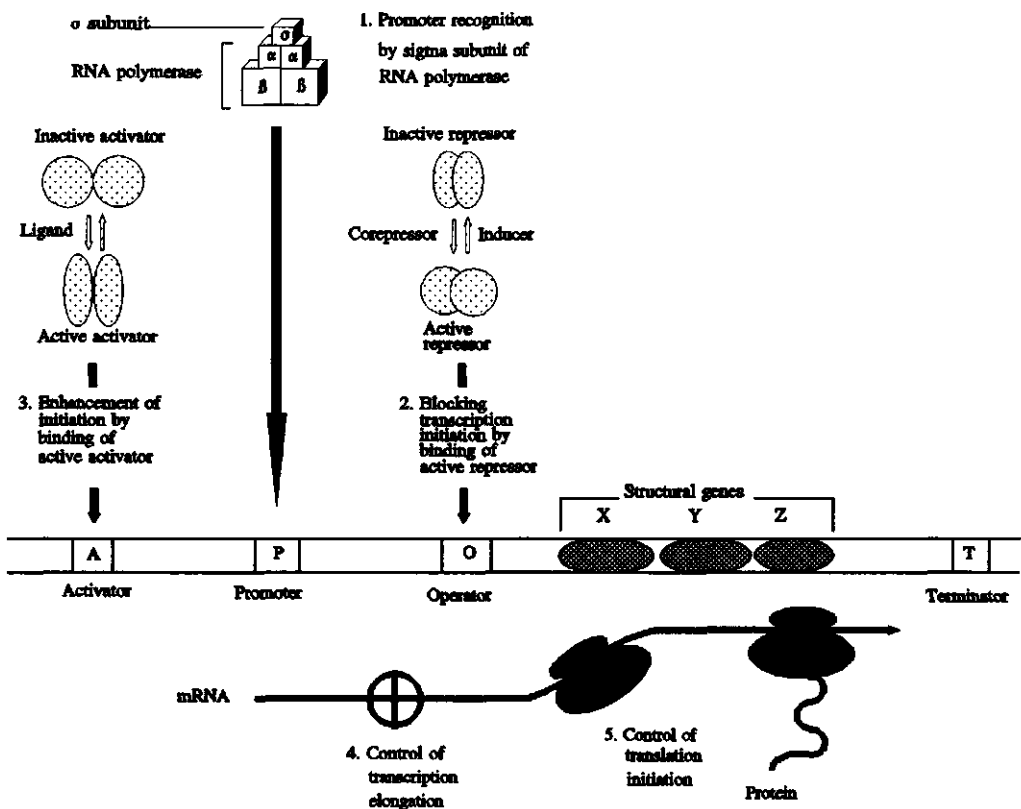 σ subunit
RNA polymerase
σ
α α
ß ß
1. Promoter recognition
by sigma subunit of
RNA polymerase
Inactive activator
Ligand
Active activator
3. Enhancement of
initiation by
binding of
active activator
Inactive repressor
Corepressor Inducer
Active
repressor
2. Blocking
transcription
initiation by
binding of
active repressor
Structural genes
X Y Z
A P O T
Activator Promoter Operator Terminator
mRNA
4. Control of
transcription
elongation
5. Control of
translation
initiation
Protein